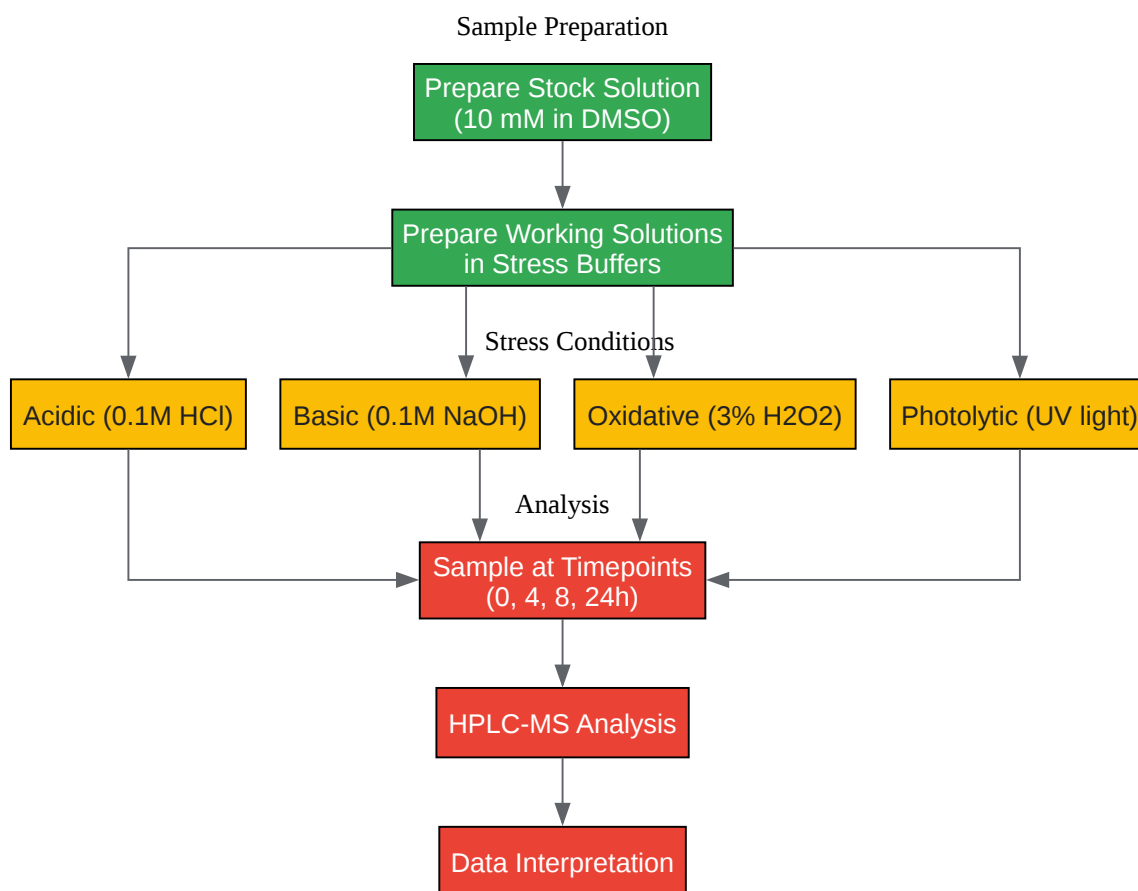 Sample Preparation
Prepare Stock Solution
(10 mM in DMSO)
Prepare Working Solutions
in Stress Buffers
Stress Conditions
Acidic (0.1M HCl)
Basic (0.1M NaOH)
Oxidative (3% H2O2)
Photolytic (UV light)
Analysis
Sample at Timepoints
(0, 4, 8, 24h)
HPLC-MS Analysis
Data Interpretation